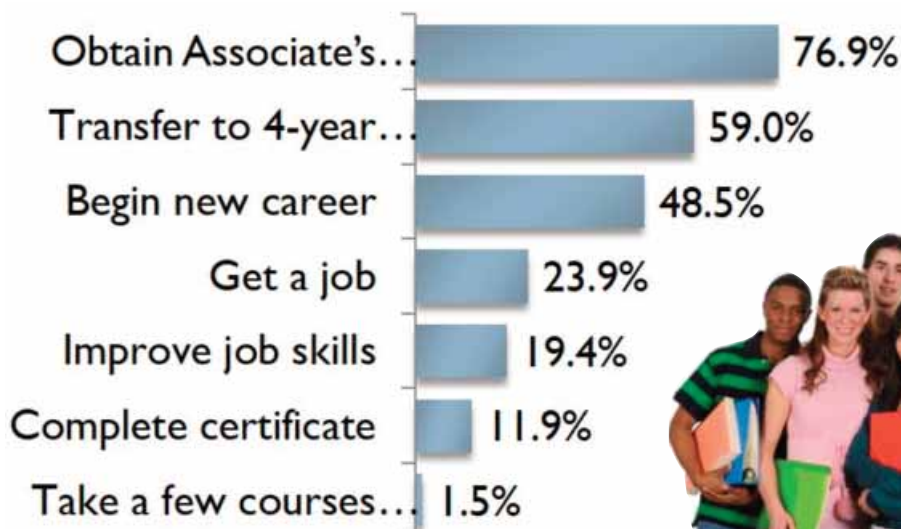 Obtain Associate's... 76.9%
Transfer to 4-year... 59.0%
Begin new career 48.5%
Get a job 23.9%
Improve job skills 19.4%
Complete certificate 11.9%
Take a few courses... 1.5%